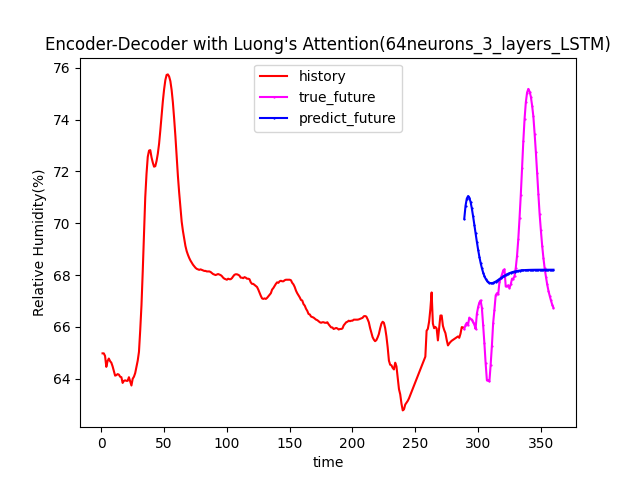 Encoder-Decoder with Luong's Attention(64neurons_3_layers_LSTM)
history
true_future
predict_future
Relative Humidity(%)
76
74
72
70
68
66
64
0
50
100
150
200
250
300
350
time